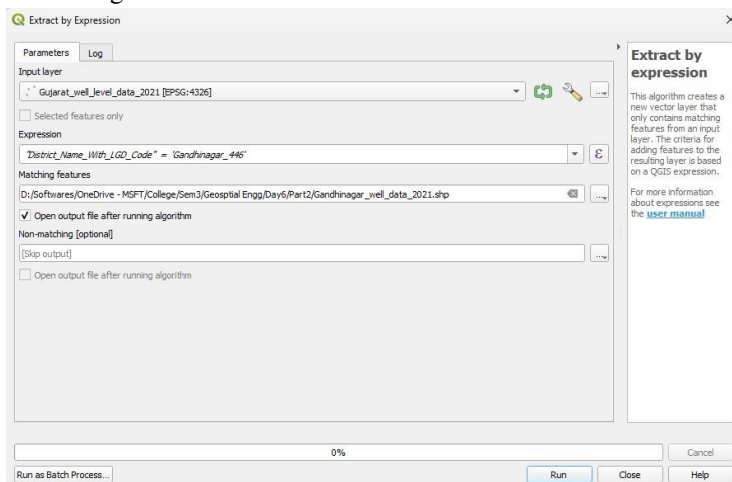 Extract by Expression
Parameters
Log
Input layer
Gujarat_well_level_data_2021 [EPSG:4326]
Selected features only
Expression
"District_Name_With_LGD_Code" = 'Gandhinagar_446'
ε
Matching features
D:/Softwares/OneDrive - MSFT/College/Sem3/Geosptial Engg/Day6/Part2/Gandhinagar_well_data_2021.shp
Open output file after running algorithm
Non-matching [optional]
[Skip output]
Open output file after running algorithm
0%
Cancel
Run as Batch Process...
Run
Close
Help
Extract by
expression
This algorithm creates a
new vector layer that
only contains matching
features from an input
layer. The criteria for
adding features to the
resulting layer is based
on a QGIS expression.
For more information
about expressions see
the user manual